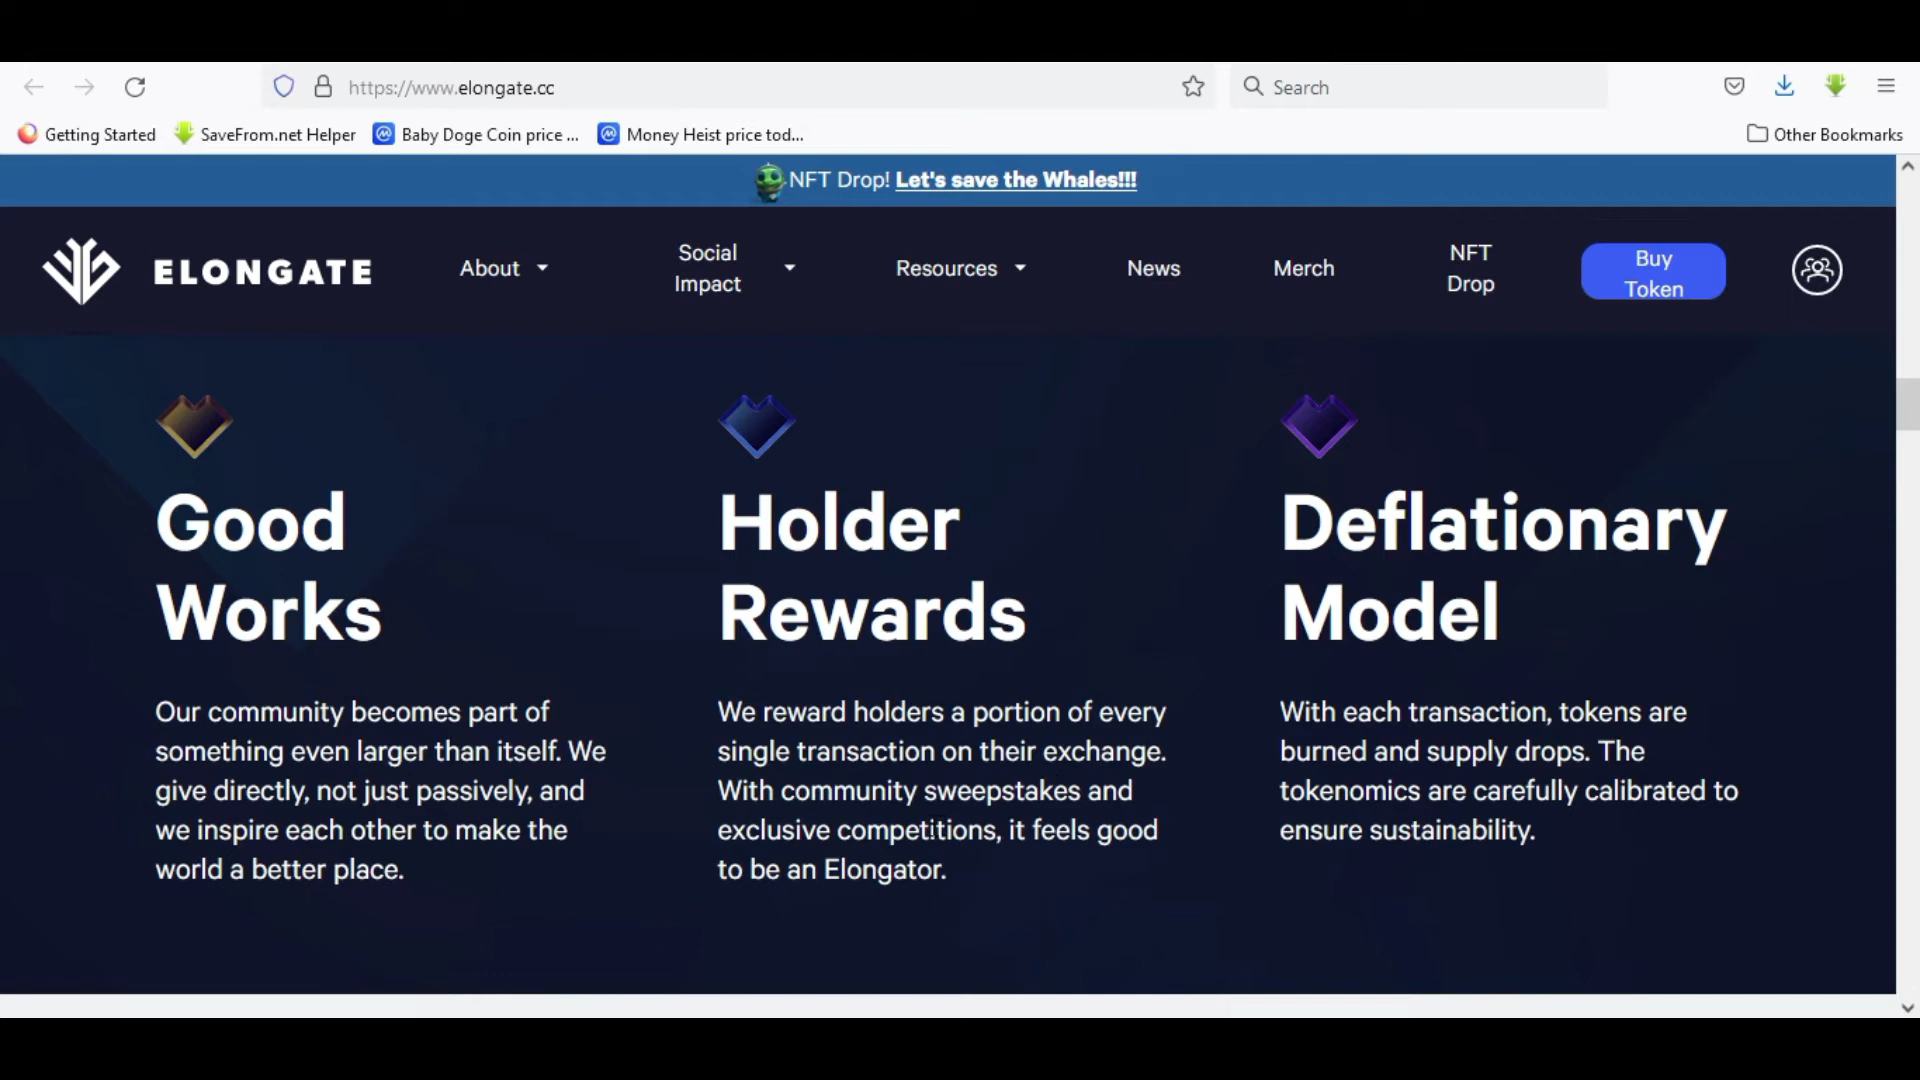 https://www.elongate.cc
Search
Getting Started
SaveFrom.net Helper
Baby Doge Coin price ...
Money Heist price tod...
Other Bookmarks
NFT Drop! Let's save the Whales!!!
ELONGATE
About
Social
Impact
Resources
News
Merch
NFT
Drop
Buy
Token
Good
Works
Our community becomes part of
something even larger than itself. We
give directly, not just passively, and
we inspire each other to make the
world a better place.
Holder
Rewards
We reward holders a portion of every
single transaction on their exchange.
With community sweepstakes and
exclusive competitions, it feels good
to be an Elongator.
Deflationary
Model
With each transaction, tokens are
burned and supply drops. The
tokenomics are carefully calibrated to
ensure sustainability.